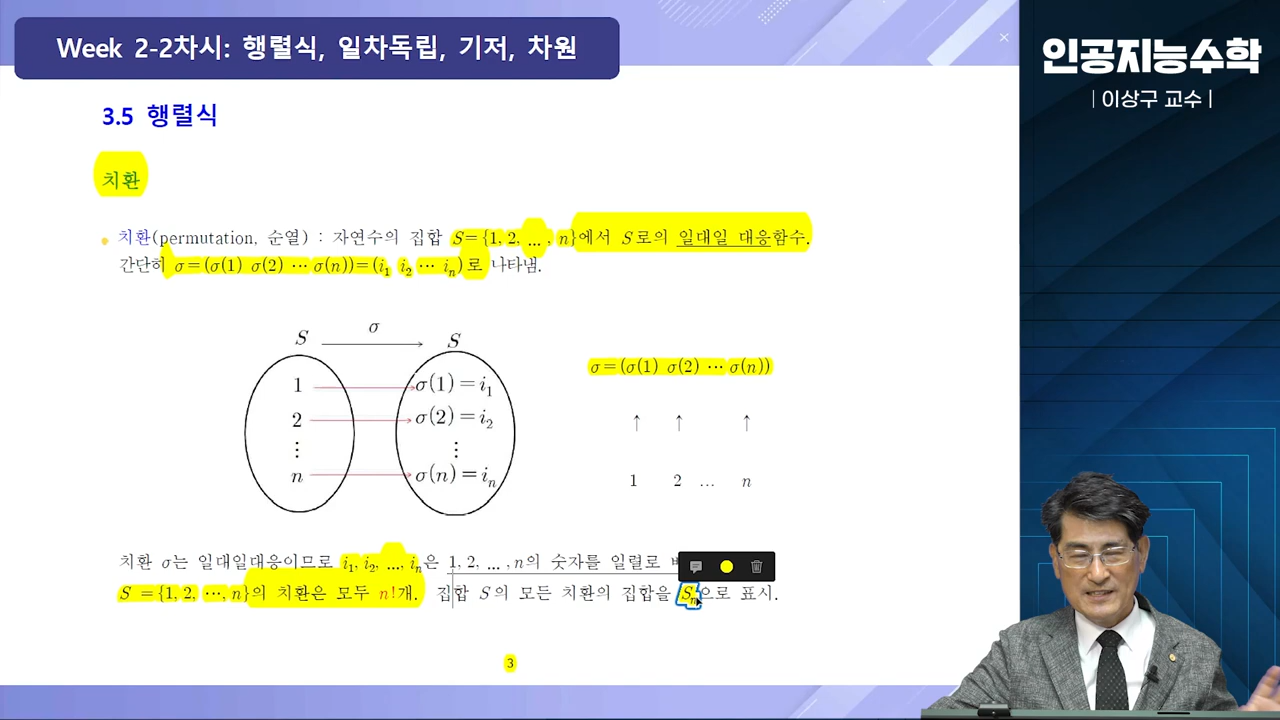 Week 2-2차시: 행렬식, 일차독립, 기저, 차원
인공지능수학
| 이상구 교수 |
3.5 행렬식
치환
• 치환(permutation, 순열) : 자연수의 집합 S={1, 2, ... , n}에서 S로의 일대일 대응함수.
간단히 σ=(σ(1) σ(2) ⋯ σ(n))=(i₁ i₂ ⋯ iₙ)로 나타냄.
S σ S
1 σ(1) = i₁
2 σ(2) = i₂
⋮ ⋮
n σ(n) = iₙ
σ=(σ(1) σ(2) ⋯ σ(n))
↑ ↑ ↑
1 2 ... n
치환 σ는 일대일대응이므로 i₁, i₂, ..., iₙ은 1, 2, ... , n의 숫자를 일렬로
S ={1, 2, ⋯, n}의 치환은 모두 n!개. 집합 S의 모든 치환의 집합을 Sₙ으로 표시.
3